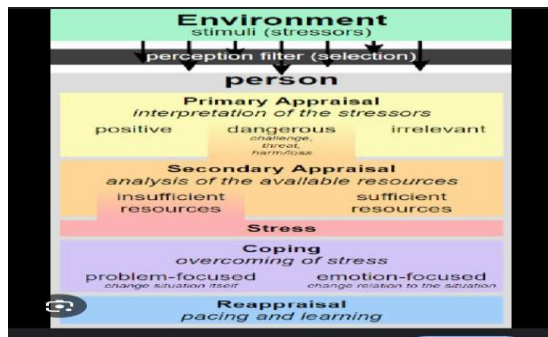 Environment
stimuli (stressors)
perception filter (selection)
person
Primary Appraisal
interpretation of the stressors
positive dangerous irrelevant
challenge,
threat,
harm/loss
Secondary Appraisal
analysis of the available resources
insufficient sufficient
resources resources
Stress
Coping
overcoming of stress
problem-focused emotion-focused
change situation itself change relation to the situation
Reappraisal
pacing and learning